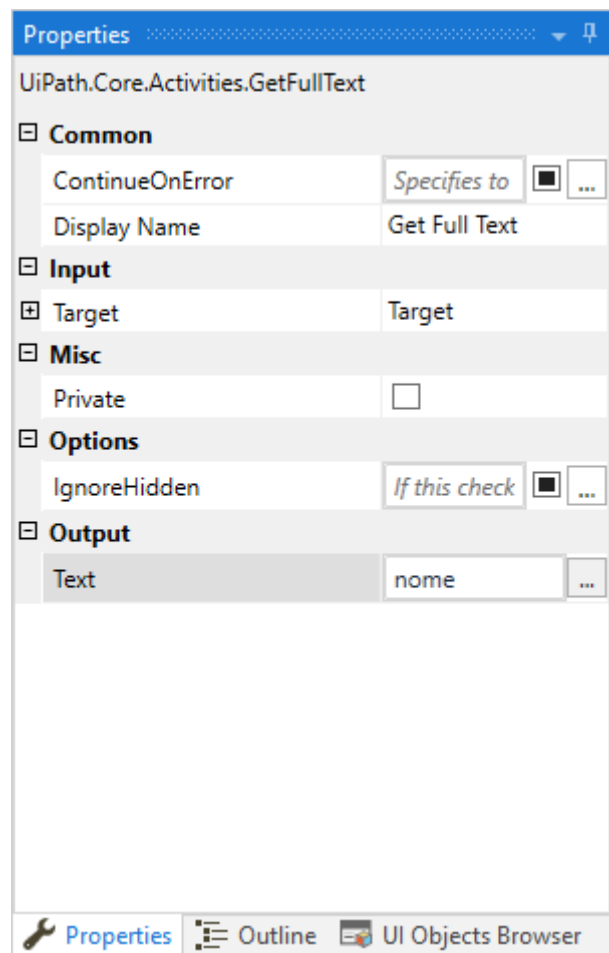 Properties
UiPath.Core.Activities.GetFullText
Common
ContinueOnError Specifies to ...
Display Name Get Full Text
Input
Target Target
Misc
Private
Options
IgnoreHidden If this check ...
Output
Text nome ...
Properties Outline UI Objects Browser